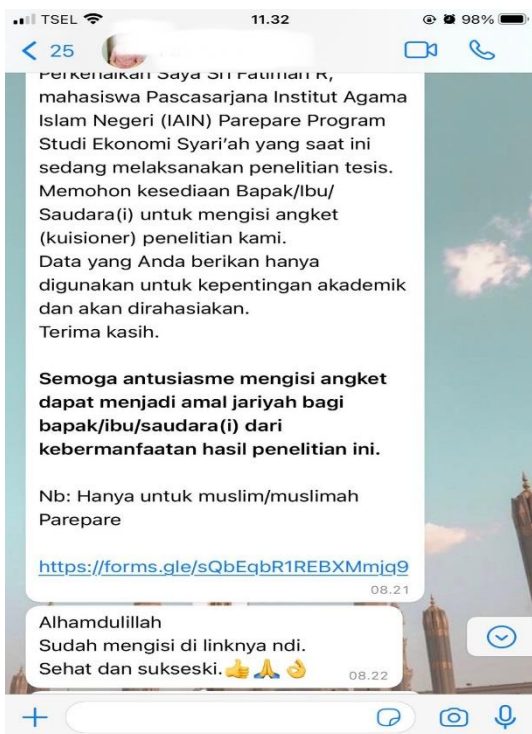 TSEL 11.32 98%
25
Perkenalkan Saya Sri Fatimah R,
mahasiswa Pascasarjana Institut Agama
Islam Negeri (IAIN) Parepare Program
Studi Ekonomi Syari’ah yang saat ini
sedang melaksanakan penelitian tesis.
Memohon kesediaan Bapak/Ibu/
Saudara(i) untuk mengisi angket
(kuisioner) penelitian kami.
Data yang Anda berikan hanya
digunakan untuk kepentingan akademik
dan akan dirahasiakan.
Terima kasih.
Semoga antusiasme mengisi angket
dapat menjadi amal jariyah bagi
bapak/ibu/saudara(i) dari
kebermanfaatan hasil penelitian ini.
Nb: Hanya untuk muslim/muslimah
Parepare
https://forms.gle/sQbEqbR1REBXMmjq9
08.21
Alhamdulillah
Sudah mengisi di linknya ndi.
Sehat dan sukseski.👍🙏👌
08.22